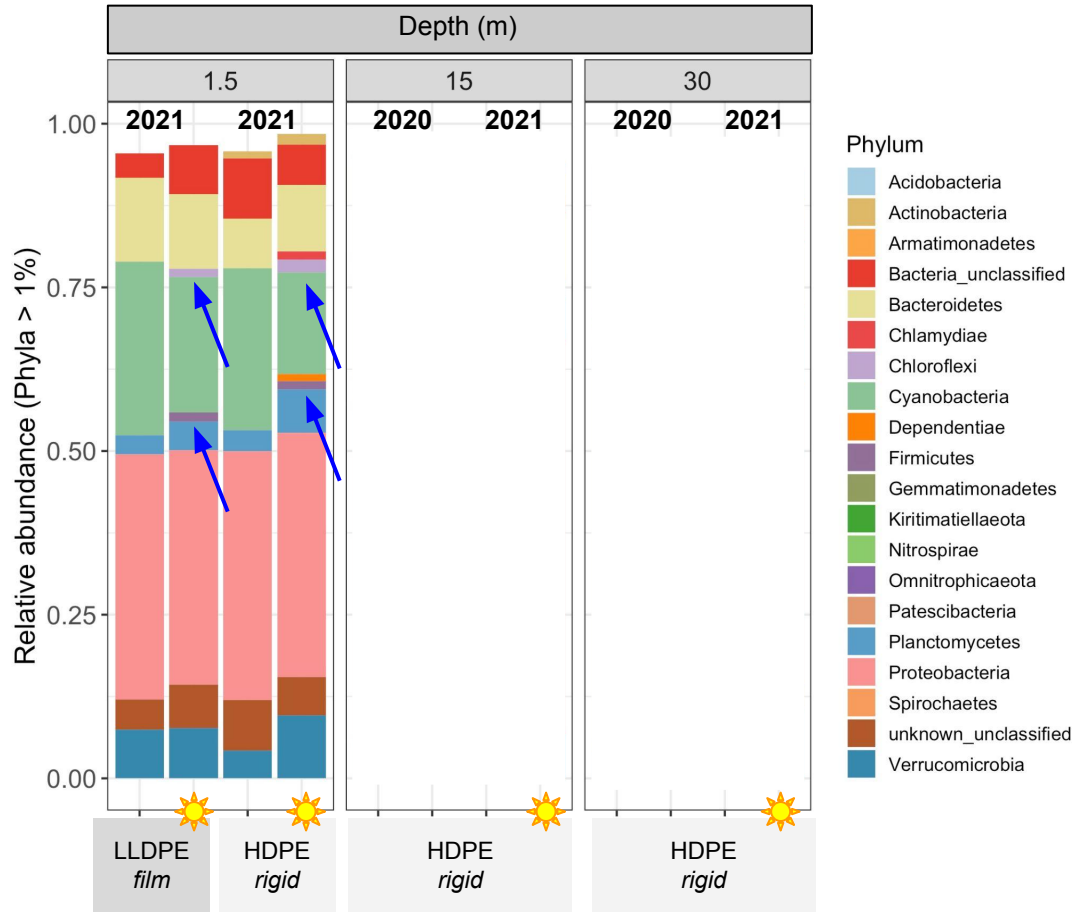 Depth (m)
1.5
15
30
2021
2021
2020
2021
2020
2021
Relative abundance (Phyla > 1%)
1.00
0.75
0.50
0.25
0.00
LLDPE
film
HDPE
rigid
HDPE
rigid
HDPE
rigid
Phylum
Acidobacteria
Actinobacteria
Armatimonadetes
Bacteria_unclassified
Bacteroidetes
Chlamydiae
Chloroflexi
Cyanobacteria
Dependentiae
Firmicutes
Gemmatimonadetes
Kiritimatiellaeota
Nitrospirae
Omnitrophicaeota
Patescibacteria
Planctomycetes
Proteobacteria
Spirochaetes
unknown_unclassified
Verrucomicrobia